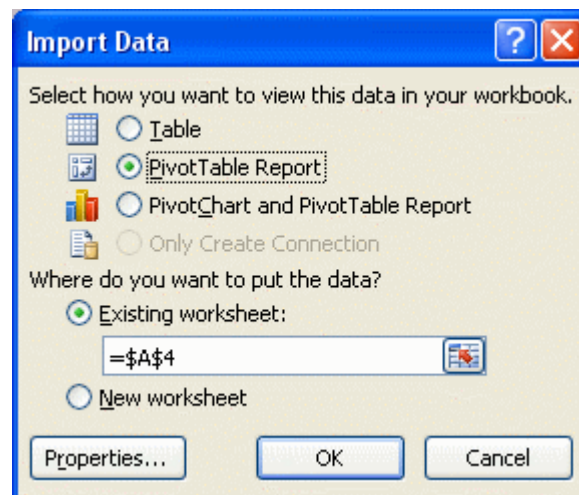 Import Data
Select how you want to view this data in your workbook.
Table
PivotTable Report
PivotChart and PivotTable Report
Only Create Connection
Where do you want to put the data?
Existing worksheet:
=$A$4
New worksheet
Properties... OK Cancel